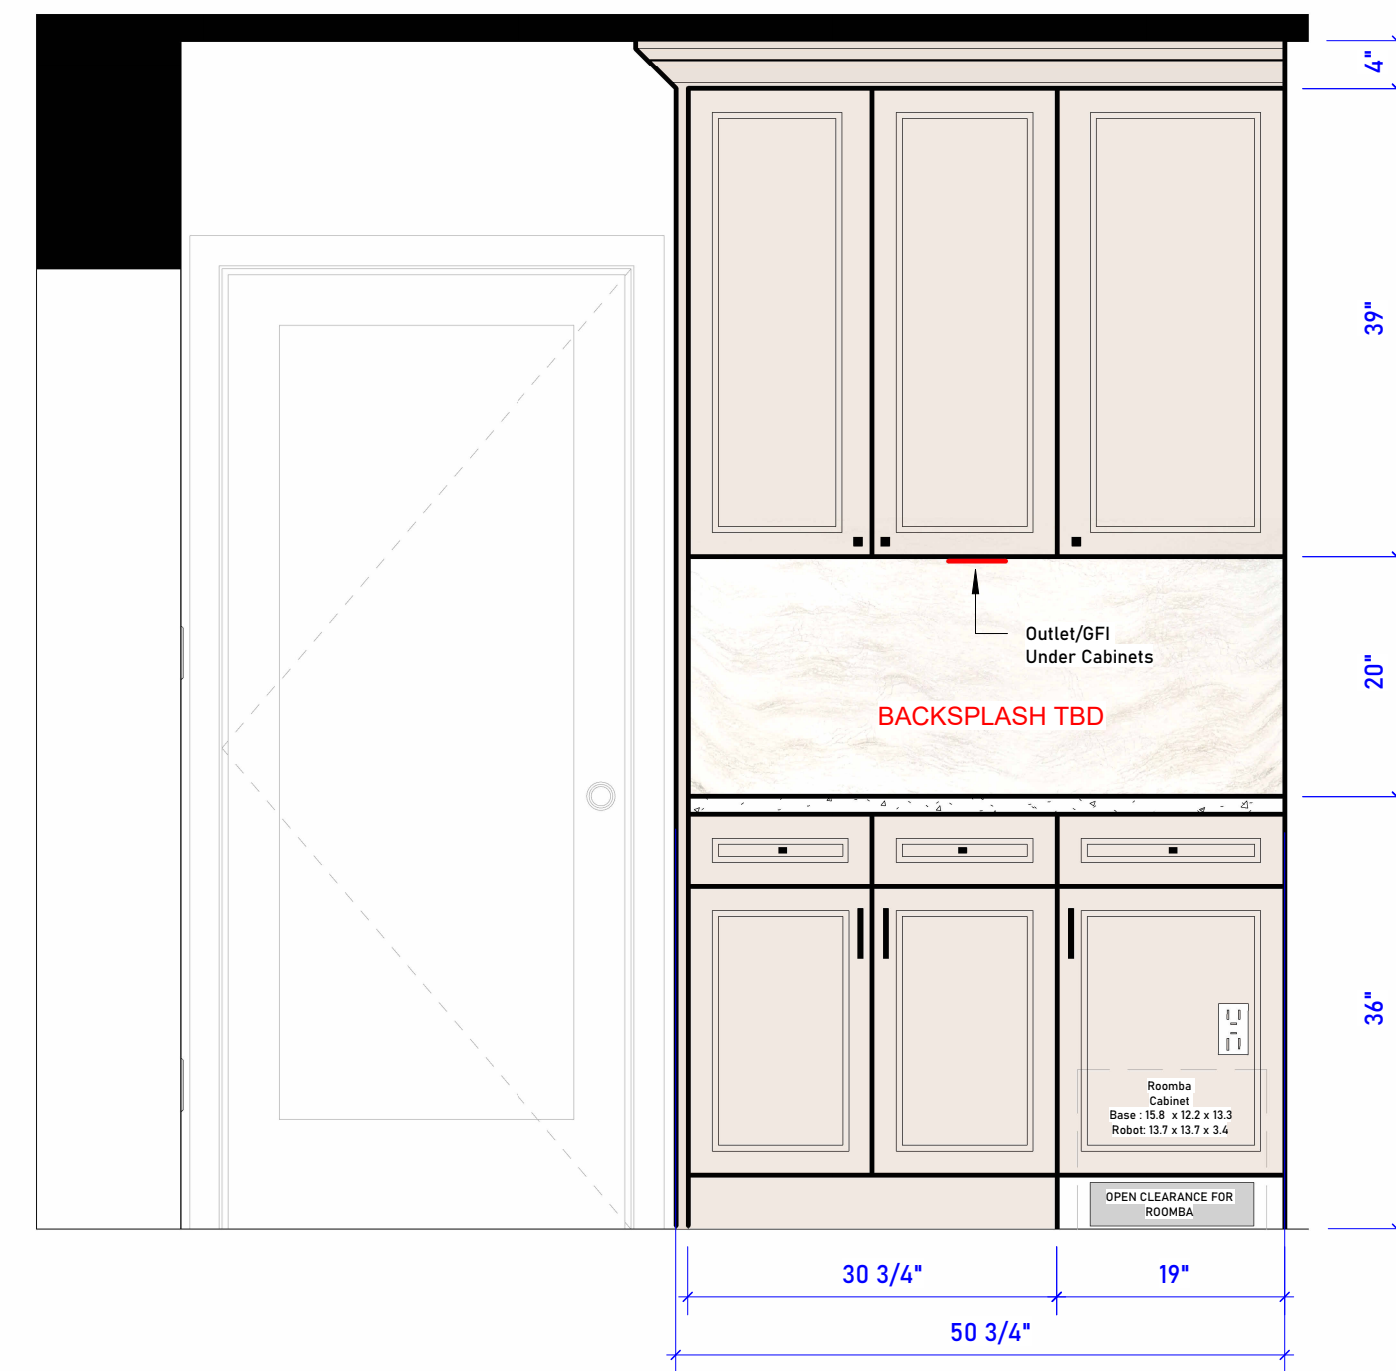 4"
39"
Outlet/GFI
Under Cabinets
20"
BACKSPLASH TBD
36"
Roomba
Cabinet
Base : 15.8 x 12.2 x 13.3
Robot: 13.7 x 13.7 x 3.4
OPEN CLEARANCE FOR
ROOMBA
30 3/4"
19"
50 3/4"